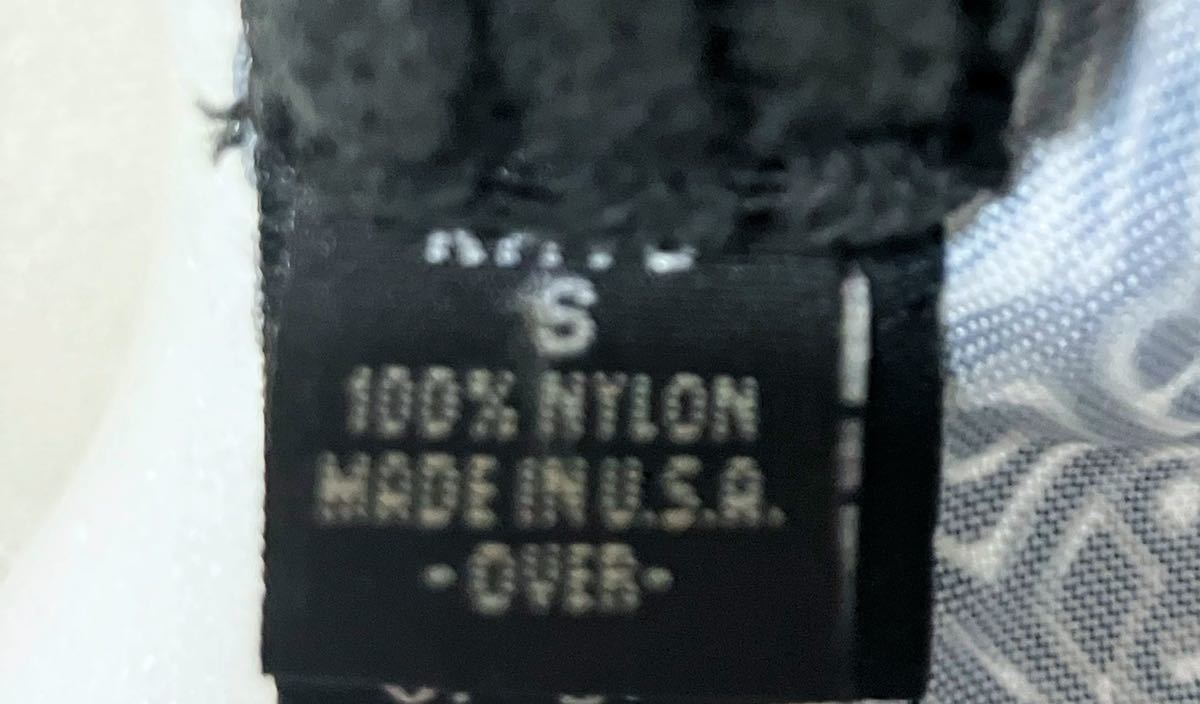 S
100% NYLON
MADE IN U.S.A.
-OVER-